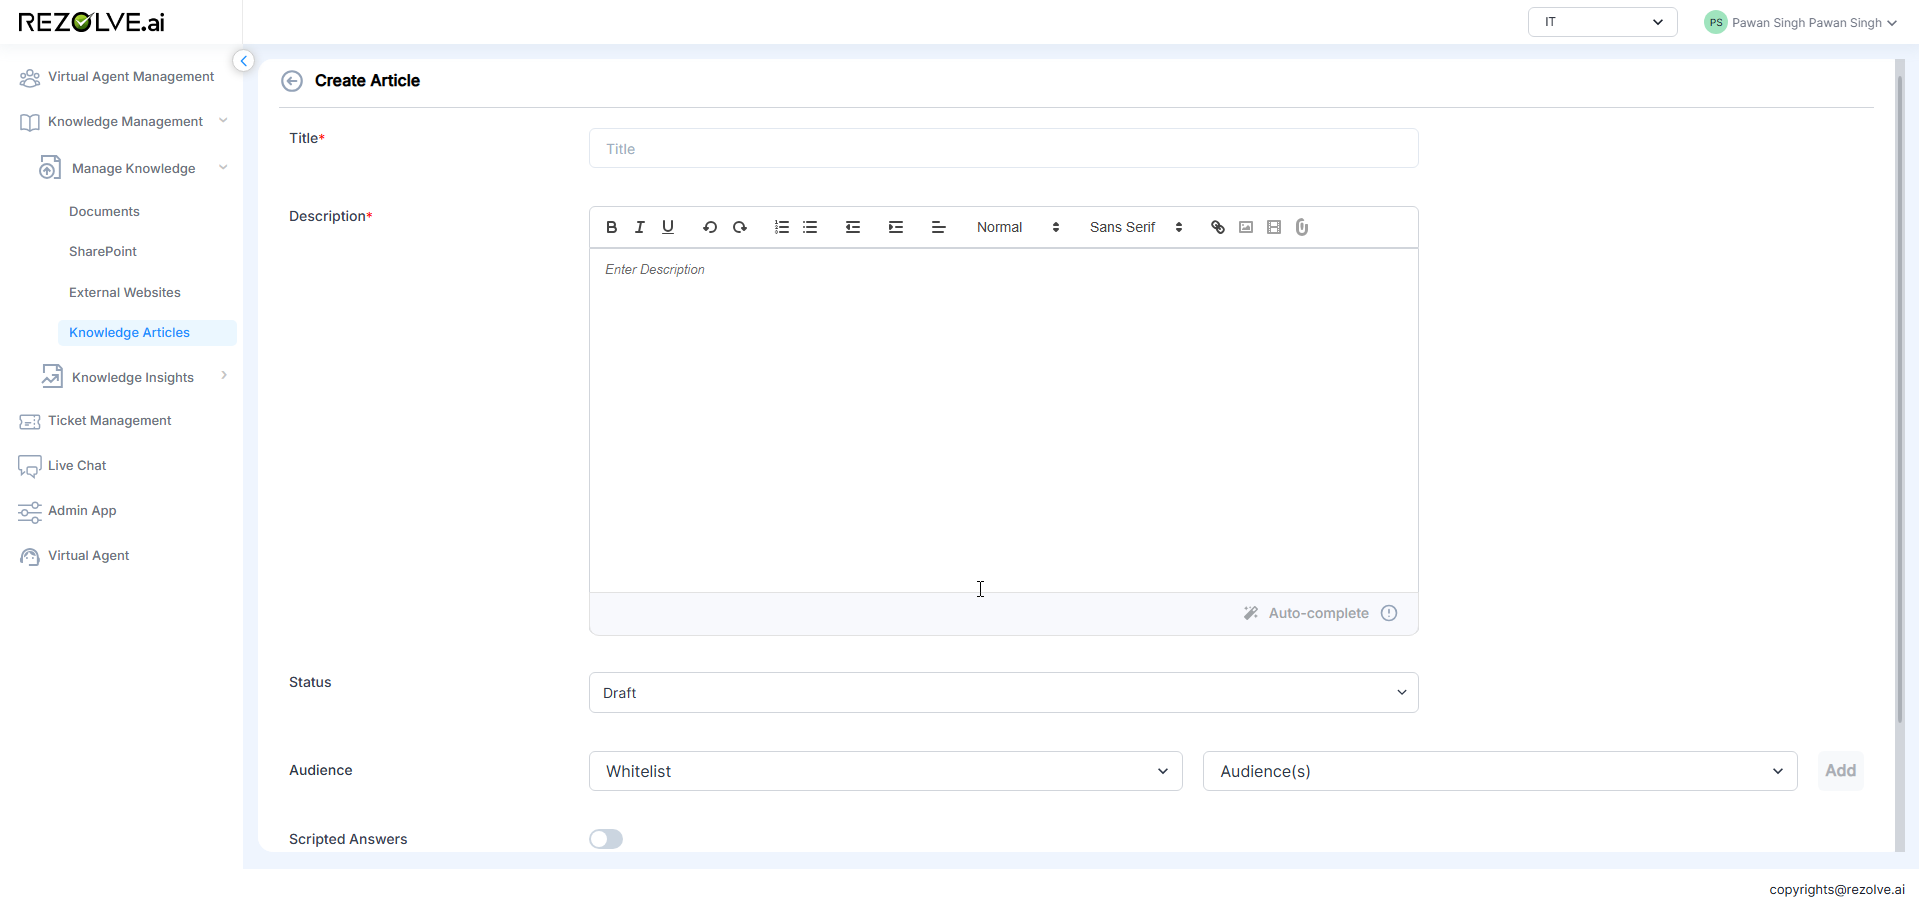 REZOLVE.ai
IT
PS Pawan Singh Pawan Singh
Virtual Agent Management
Knowledge Management
Manage Knowledge
Documents
SharePoint
External Websites
Knowledge Articles
Knowledge Insights
Ticket Management
Live Chat
Admin App
Virtual Agent
Create Article
Title*
Title
Description*
Normal Sans Serif
Enter Description
Auto-complete
Status
Draft
Audience
Whitelist
Audience(s)
Add
Scripted Answers
copyrights@rezolve.ai